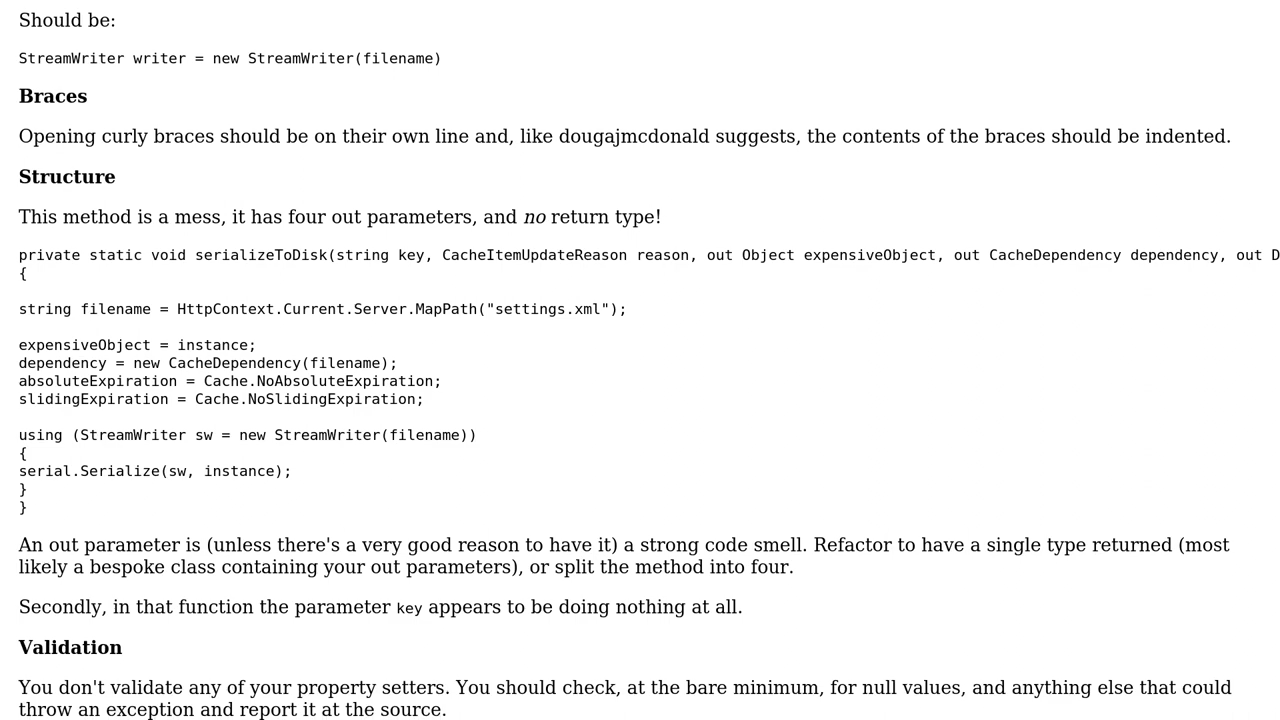 Should be:
StreamWriter writer = new StreamWriter(filename)
Braces
Opening curly braces should be on their own line and, like dougajmcdonald suggests, the contents of the braces should be indented.
Structure
This method is a mess, it has four out parameters, and no return type!
private static void serializeToDisk(string key, CacheItemUpdateReason reason, out Object expensiveObject, out CacheDependency dependency, out D
{
string filename = HttpContext.Current.Server.MapPath("settings.xml");
expensiveObject = instance;
dependency = new CacheDependency(filename);
absoluteExpiration = Cache.NoAbsoluteExpiration;
slidingExpiration = Cache.NoSlidingExpiration;
using (StreamWriter sw = new StreamWriter(filename))
{
serial.Serialize(sw, instance);
}
}
An out parameter is (unless there's a very good reason to have it) a strong code smell. Refactor to have a single type returned (most
likely a bespoke class containing your out parameters), or split the method into four.
Secondly, in that function the parameter key appears to be doing nothing at all.
Validation
You don't validate any of your property setters. You should check, at the bare minimum, for null values, and anything else that could
throw an exception and report it at the source.